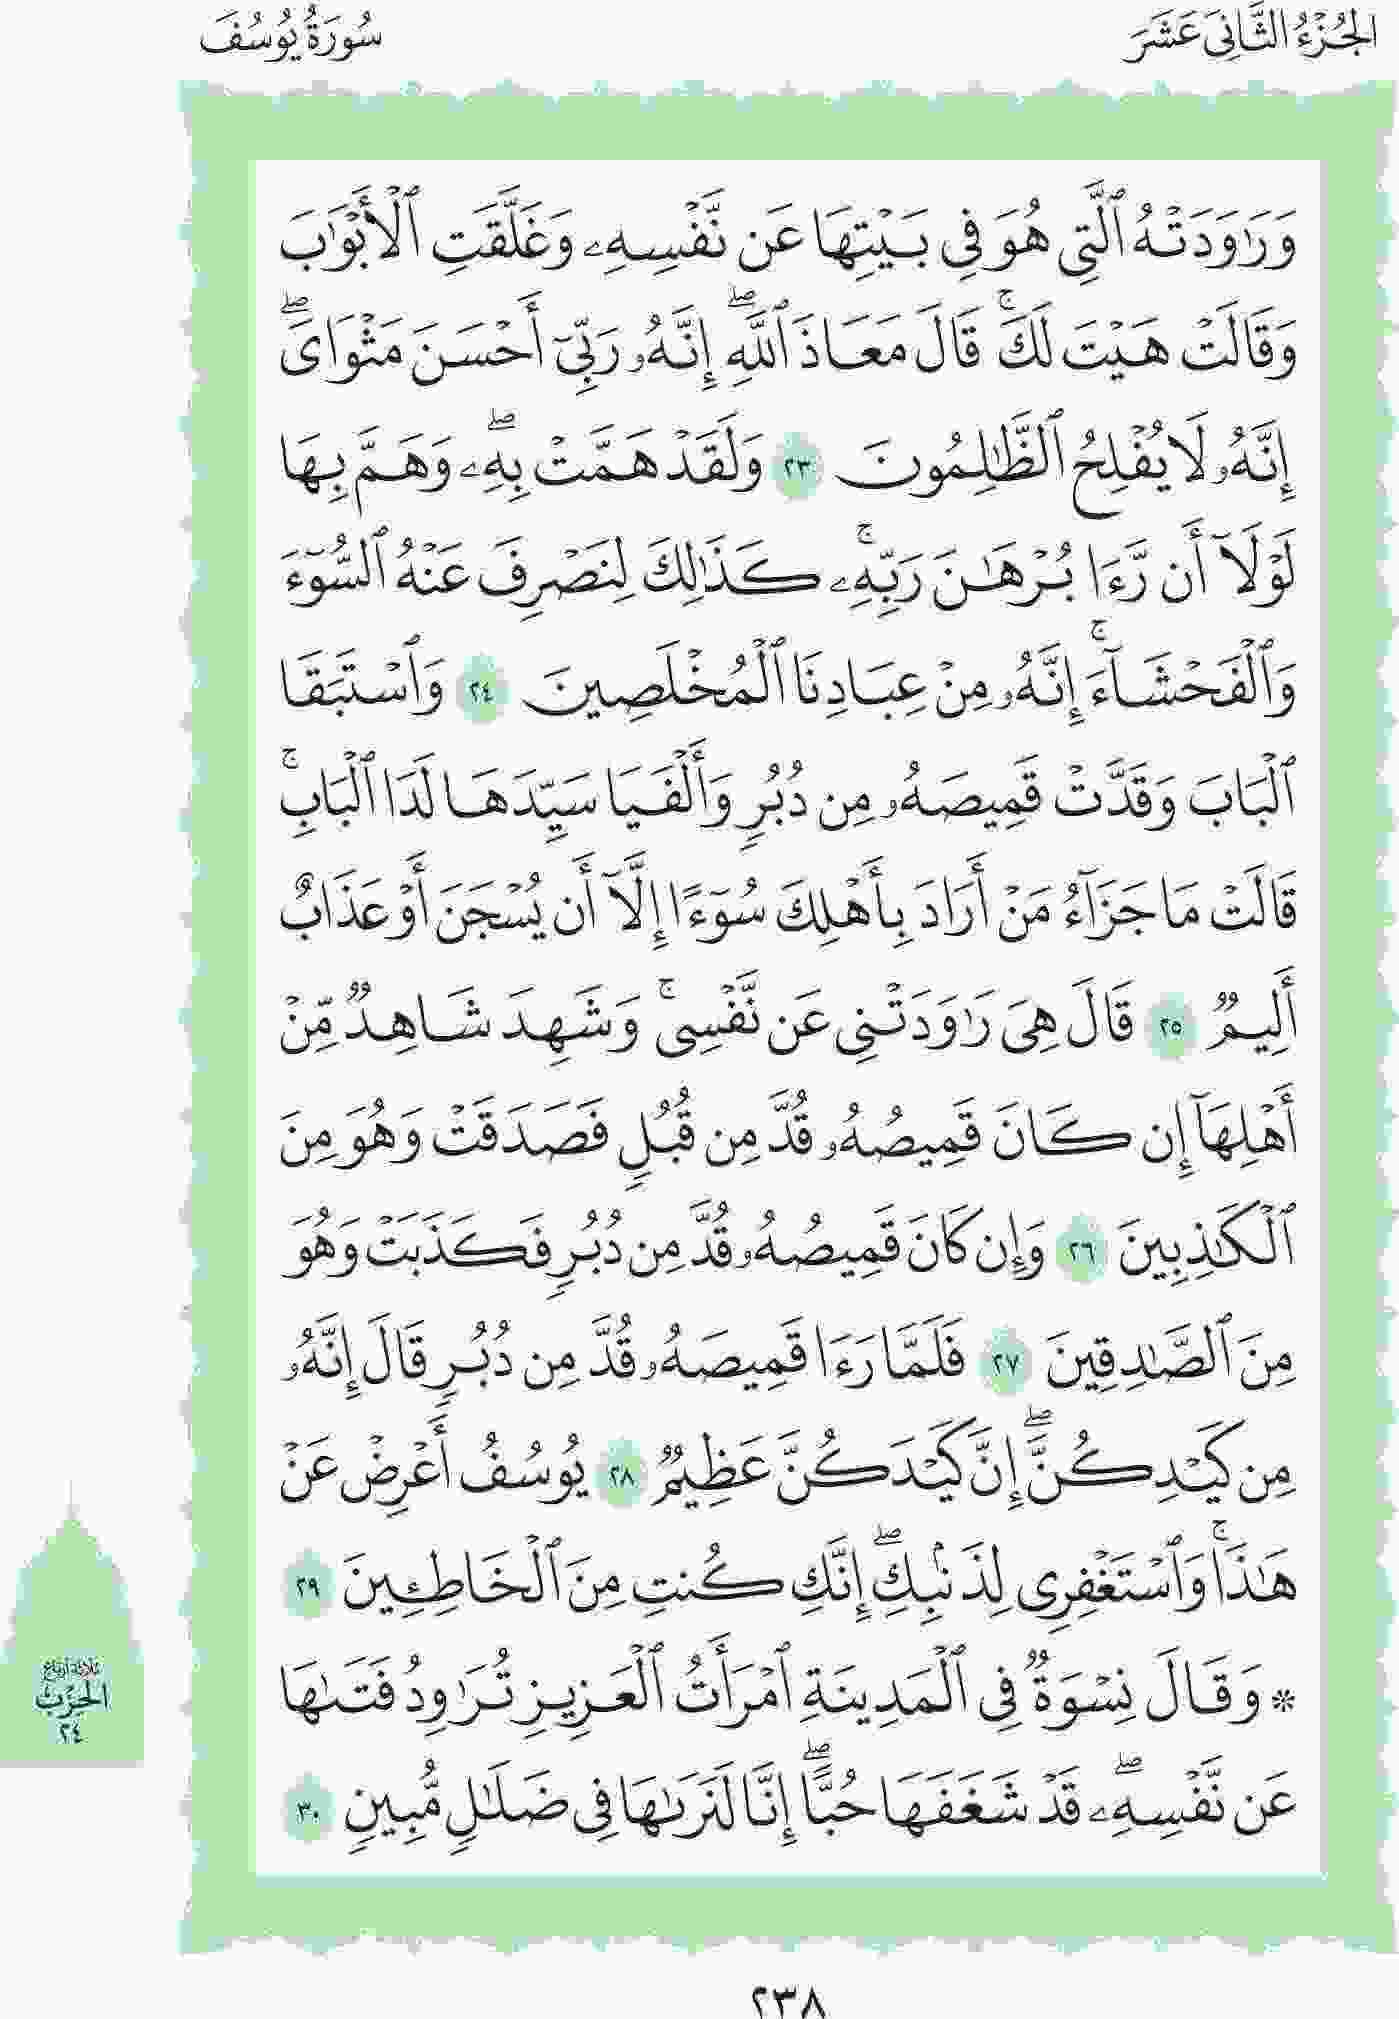 الجُزْءُ الثَّانِيَ عَشَرَ
سُورَةُ يُوسُفَ
وَرَٰوَدَتۡهُ ٱلَّتِي هُوَ فِي بَيۡتِهَا عَن نَّفۡسِهِۦ وَغَلَّقَتِ ٱلۡأَبۡوَٰبَ
وَقَالَتۡ هَيۡتَ لَكَۚ قَالَ مَعَاذَ ٱللَّهِۖ إِنَّهُۥ رَبِّيٓ أَحۡسَنَ مَثۡوَايَۖ
إِنَّهُۥ لَا يُفۡلِحُ ٱلظَّٰلِمُونَ ٢٣ وَلَقَدۡ هَمَّتۡ بِهِۦۖ وَهَمَّ بِهَا
لَوۡلَآ أَن رَّءَا بُرۡهَٰنَ رَبِّهِۦۚ كَذَٰلِكَ لِنَصۡرِفَ عَنۡهُ ٱلسُّوٓءَ
وَٱلۡفَحۡشَآءَۚ إِنَّهُۥ مِنۡ عِبَادِنَا ٱلۡمُخۡلَصِينَ ٢٤ وَٱسۡتَبَقَا
ٱلۡبَابَ وَقَدَّتۡ قَمِيصَهُۥ مِن دُبُرٖ وَأَلۡفَيَا سَيِّدَهَا لَدَا ٱلۡبَابِۚ
قَالَتۡ مَا جَزَآءُ مَنۡ أَرَادَ بِأَهۡلِكَ سُوٓءًا إِلَّآ أَن يُسۡجَنَ أَوۡ عَذَابٌ
أَلِيمٞ ٢٥ قَالَ هِيَ رَٰوَدَتۡنِي عَن نَّفۡسِيۚ وَشَهِدَ شَاهِدٞ مِّنۡ
أَهۡلِهَآ إِن كَانَ قَمِيصُهُۥ قُدَّ مِن قُبُلٖ فَصَدَقَتۡ وَهُوَ مِنَ
ٱلۡكَٰذِبِينَ ٢٦ وَإِن كَانَ قَمِيصُهُۥ قُدَّ مِن دُبُرٖ فَكَذَبَتۡ وَهُوَ
مِنَ ٱلصَّٰدِقِينَ ٢٧ فَلَمَّا رَءَا قَمِيصَهُۥ قُدَّ مِن دُبُرٖ قَالَ إِنَّهُۥ
مِن كَيۡدِكُنَّۖ إِنَّ كَيۡدَكُنَّ عَظِيمٞ ٢٨ يُوسُفُ أَعۡرِضۡ عَنۡ
هَٰذَاۚ وَٱسۡتَغۡفِرِي لِذَنۢبِكِۖ إِنَّكِ كُنتِ مِنَ ٱلۡخَاطِـِٔينَ ٢٩
۞ وَقَالَ نِسۡوَةٞ فِي ٱلۡمَدِينَةِ ٱمۡرَأَتُ ٱلۡعَزِيزِ تُرَٰوِدُ فَتَىٰهَا
عَن نَّفۡسِهِۦۖ قَدۡ شَغَفَهَا حُبًّاۖ إِنَّا لَنَرَىٰهَا فِي ضَلَٰلٖ مُّبِينٖ ٣٠
ثلاثة أرباع
الحزب
٢٤
٢٣٨